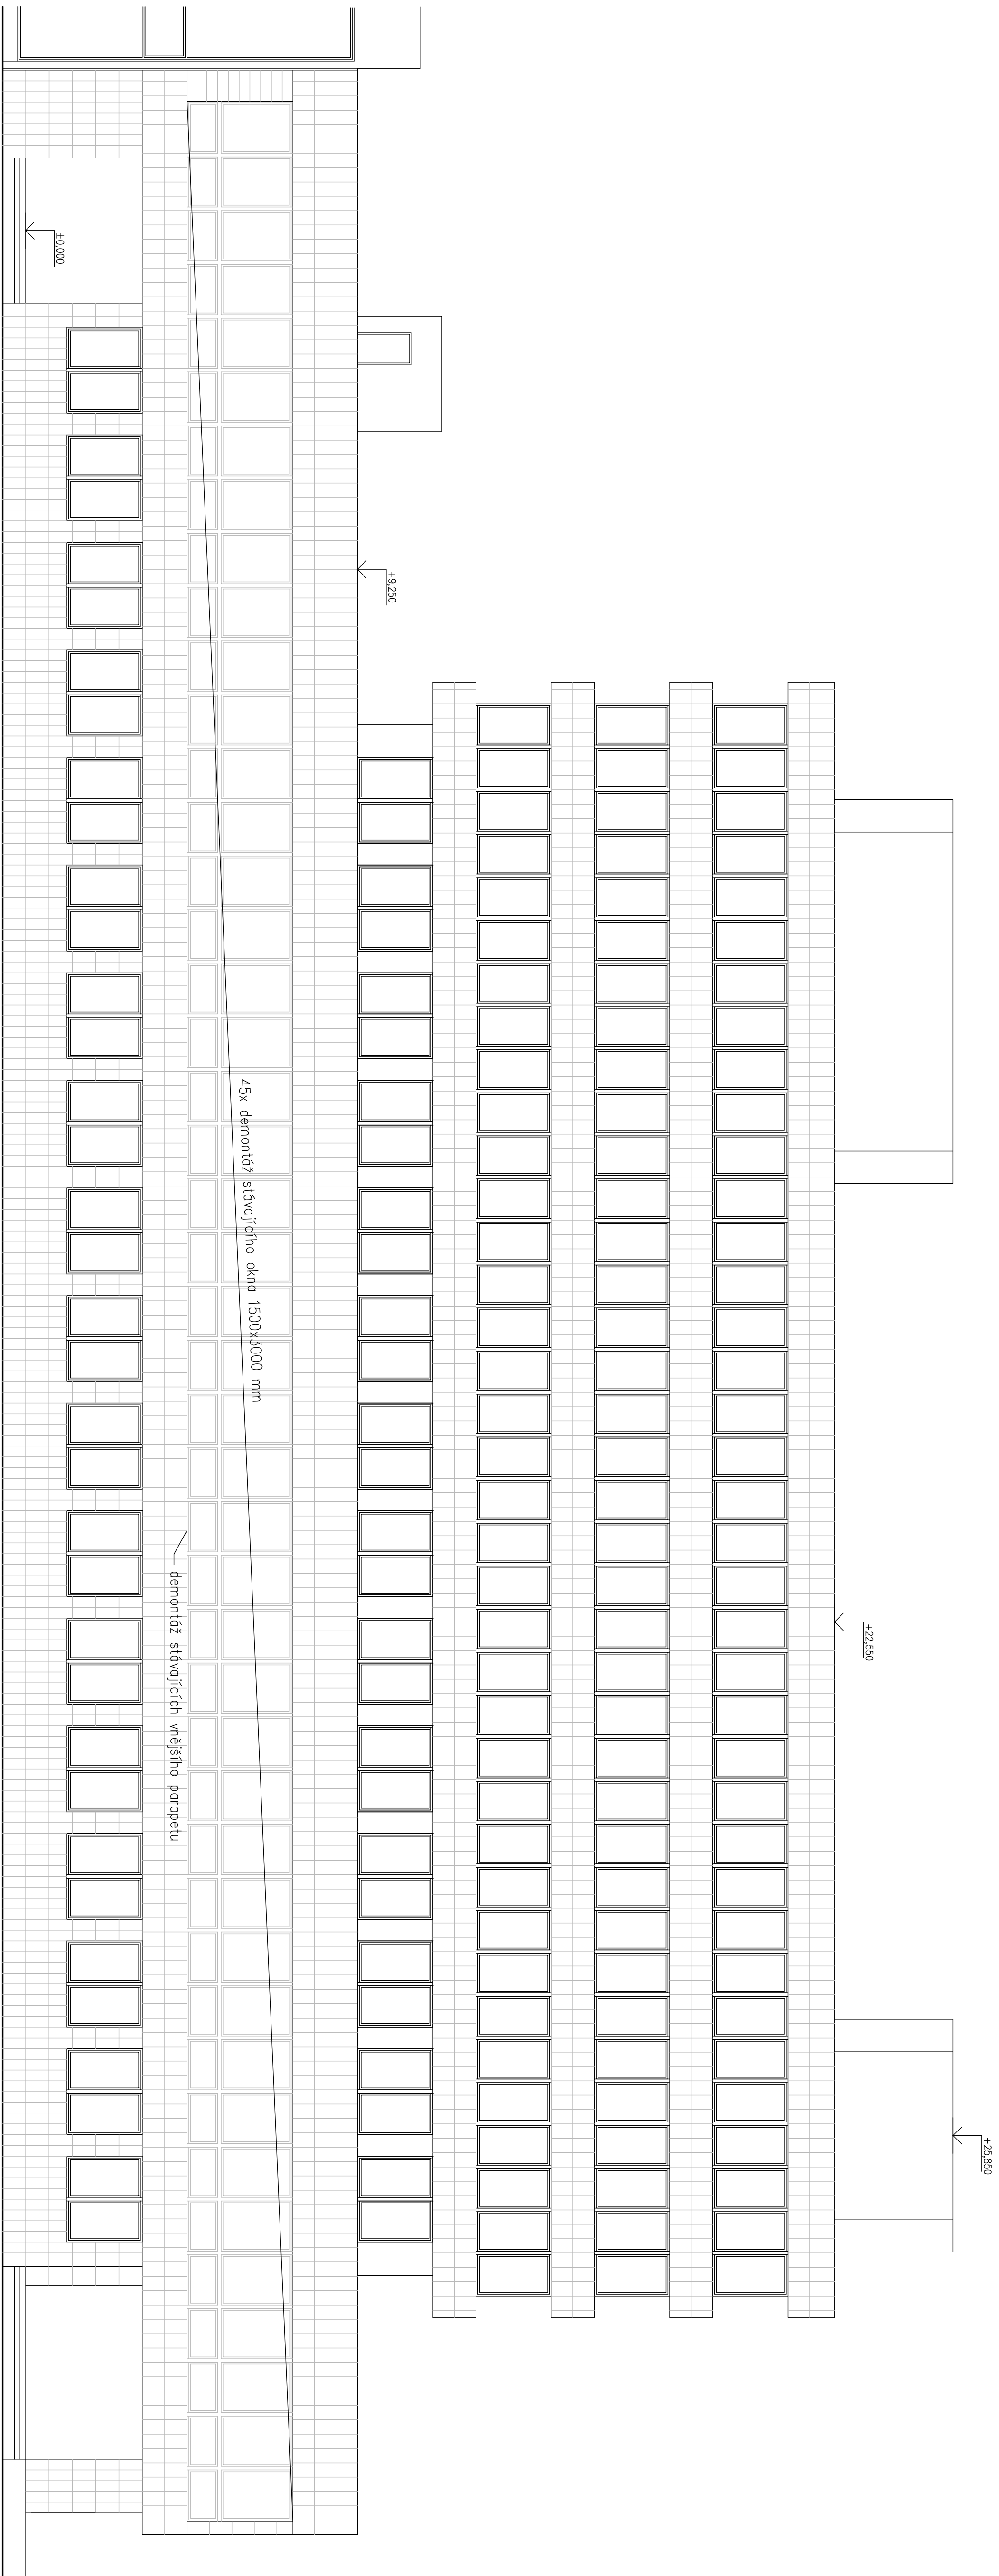 +25,850
+22,550
+9,250
±0,000
45x demontáž stávajícího okna 1500x3000 mm
demontáž stávajících vnějšího parapetu